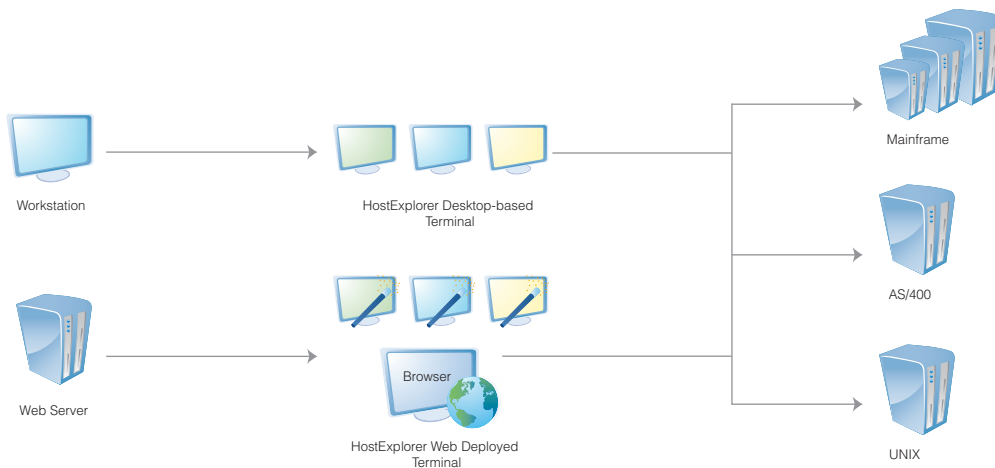 Mainframe
Workstation
HostExplorer Desktop-based
Terminal
AS/400
Browser
Web Server
HostExplorer Web Deployed
Terminal
UNIX